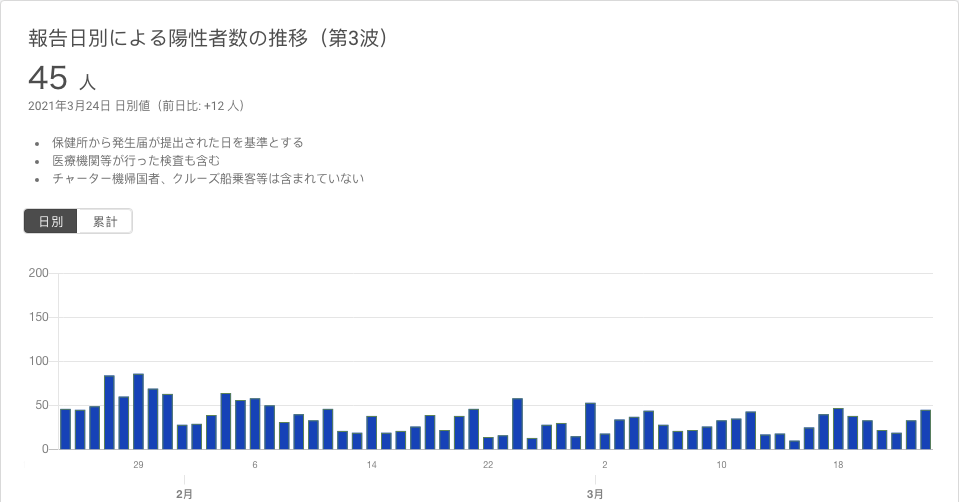 報告日別による陽性者数の推移（第3波）
45 人
2021年3月24日 日別値（前日比: +12 人）
保健所から発生届が提出された日を基準とする
医療機関等が行った検査も含む
チャーター機帰国者、クルーズ船乗客等は含まれていない
日別 累計
200
150
100
50
0
29 6 14 22 2 10 18
2月 3月